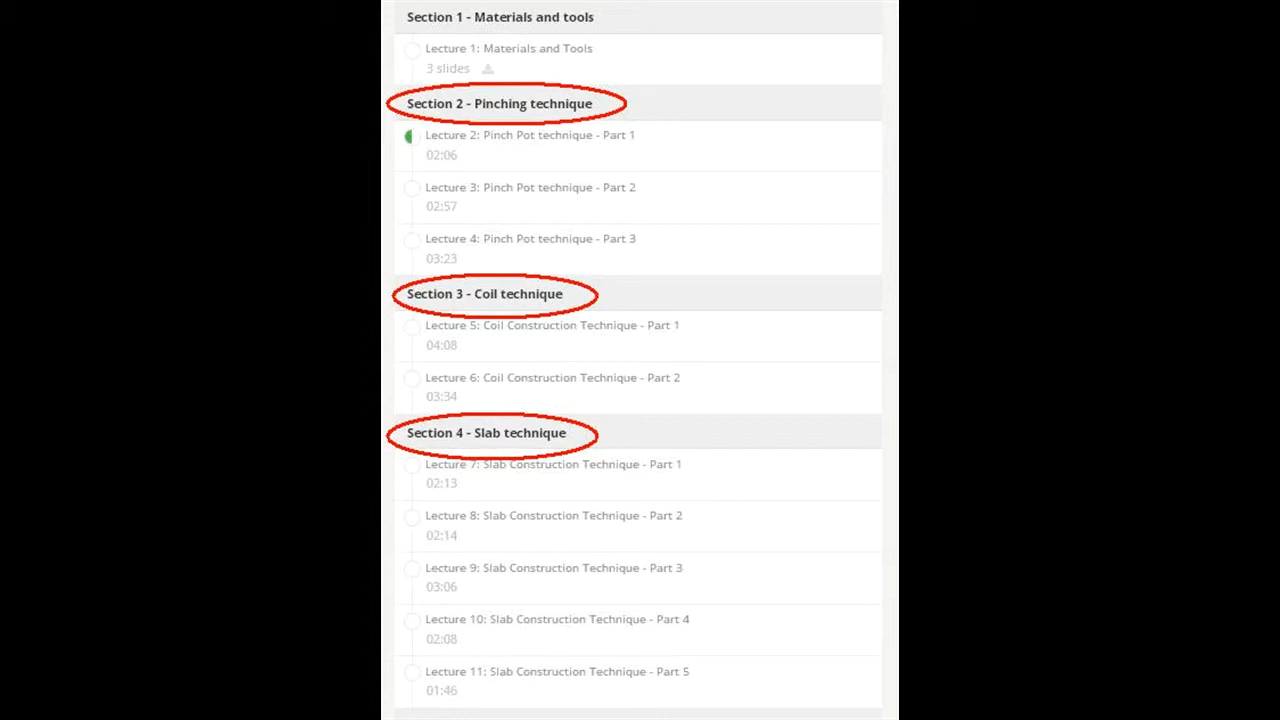 Section 1 - Materials and tools
Lecture 1: Materials and Tools
3 slides
Section 2 - Pinching technique
Lecture 2: Pinch Pot technique - Part 1
02:06
Lecture 3: Pinch Pot technique - Part 2
02:57
Lecture 4: Pinch Pot technique - Part 3
03:23
Section 3 - Coil technique
Lecture 5: Coil Construction Technique - Part 1
04:08
Lecture 6: Coil Construction Technique - Part 2
03:34
Section 4 - Slab technique
Lecture 7: Slab Construction Technique - Part 1
02:13
Lecture 8: Slab Construction Technique - Part 2
02:14
Lecture 9: Slab Construction Technique - Part 3
03:06
Lecture 10: Slab Construction Technique - Part 4
02:08
Lecture 11: Slab Construction Technique - Part 5
01:46